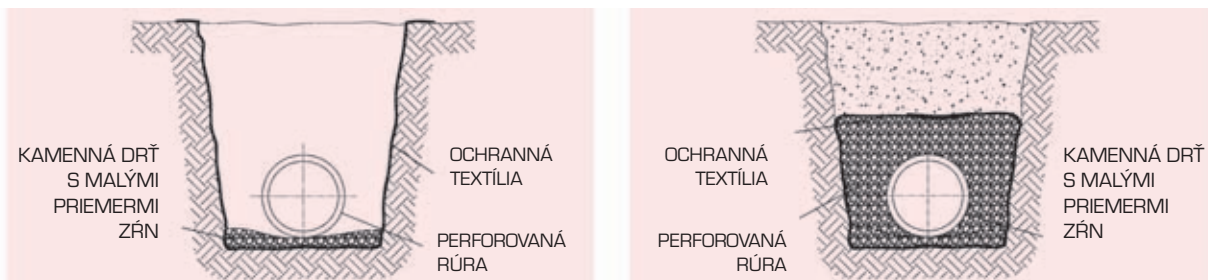 KAMENNÁ DRŤ
S MALÝMI
PRIEMERMI
ZŔN
OCHRANNÁ
TEXTÍLIA
PERFOROVANÁ
RÚRA
OCHRANNÁ
TEXTÍLIA
PERFOROVANÁ
RÚRA
KAMENNÁ DRŤ
S MALÝMI
PRIEMERMI
ZŔN